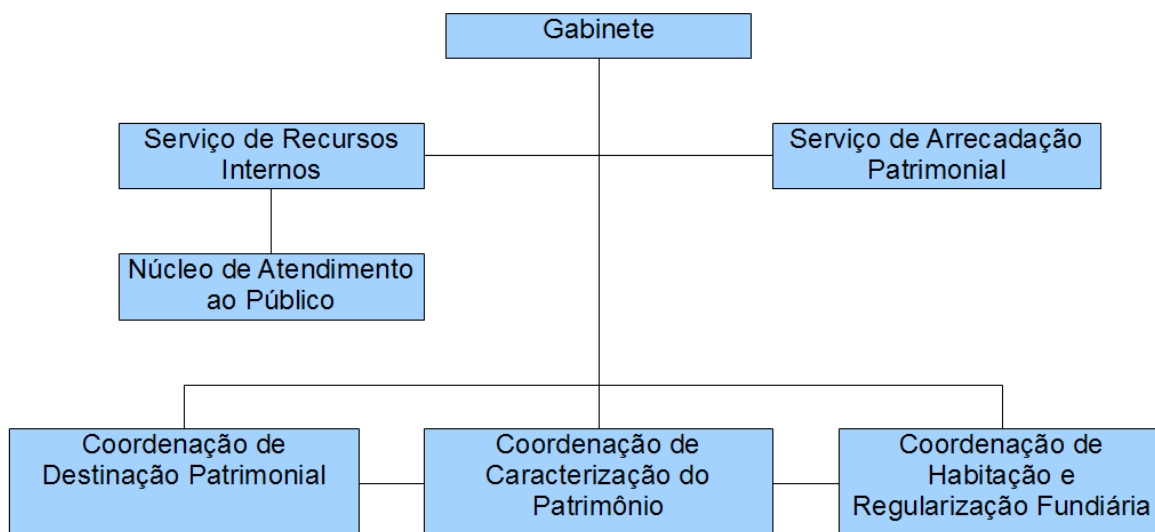 Gabinete
Serviço de Recursos
Internos
Serviço de Arrecadação
Patrimonial
Núcleo de Atendimento
ao Público
Coordenação de
Destinação Patrimonial
Coordenação de
Caracterização do
Patrimônio
Coordenação de
Habitação e
Regularização Fundiária